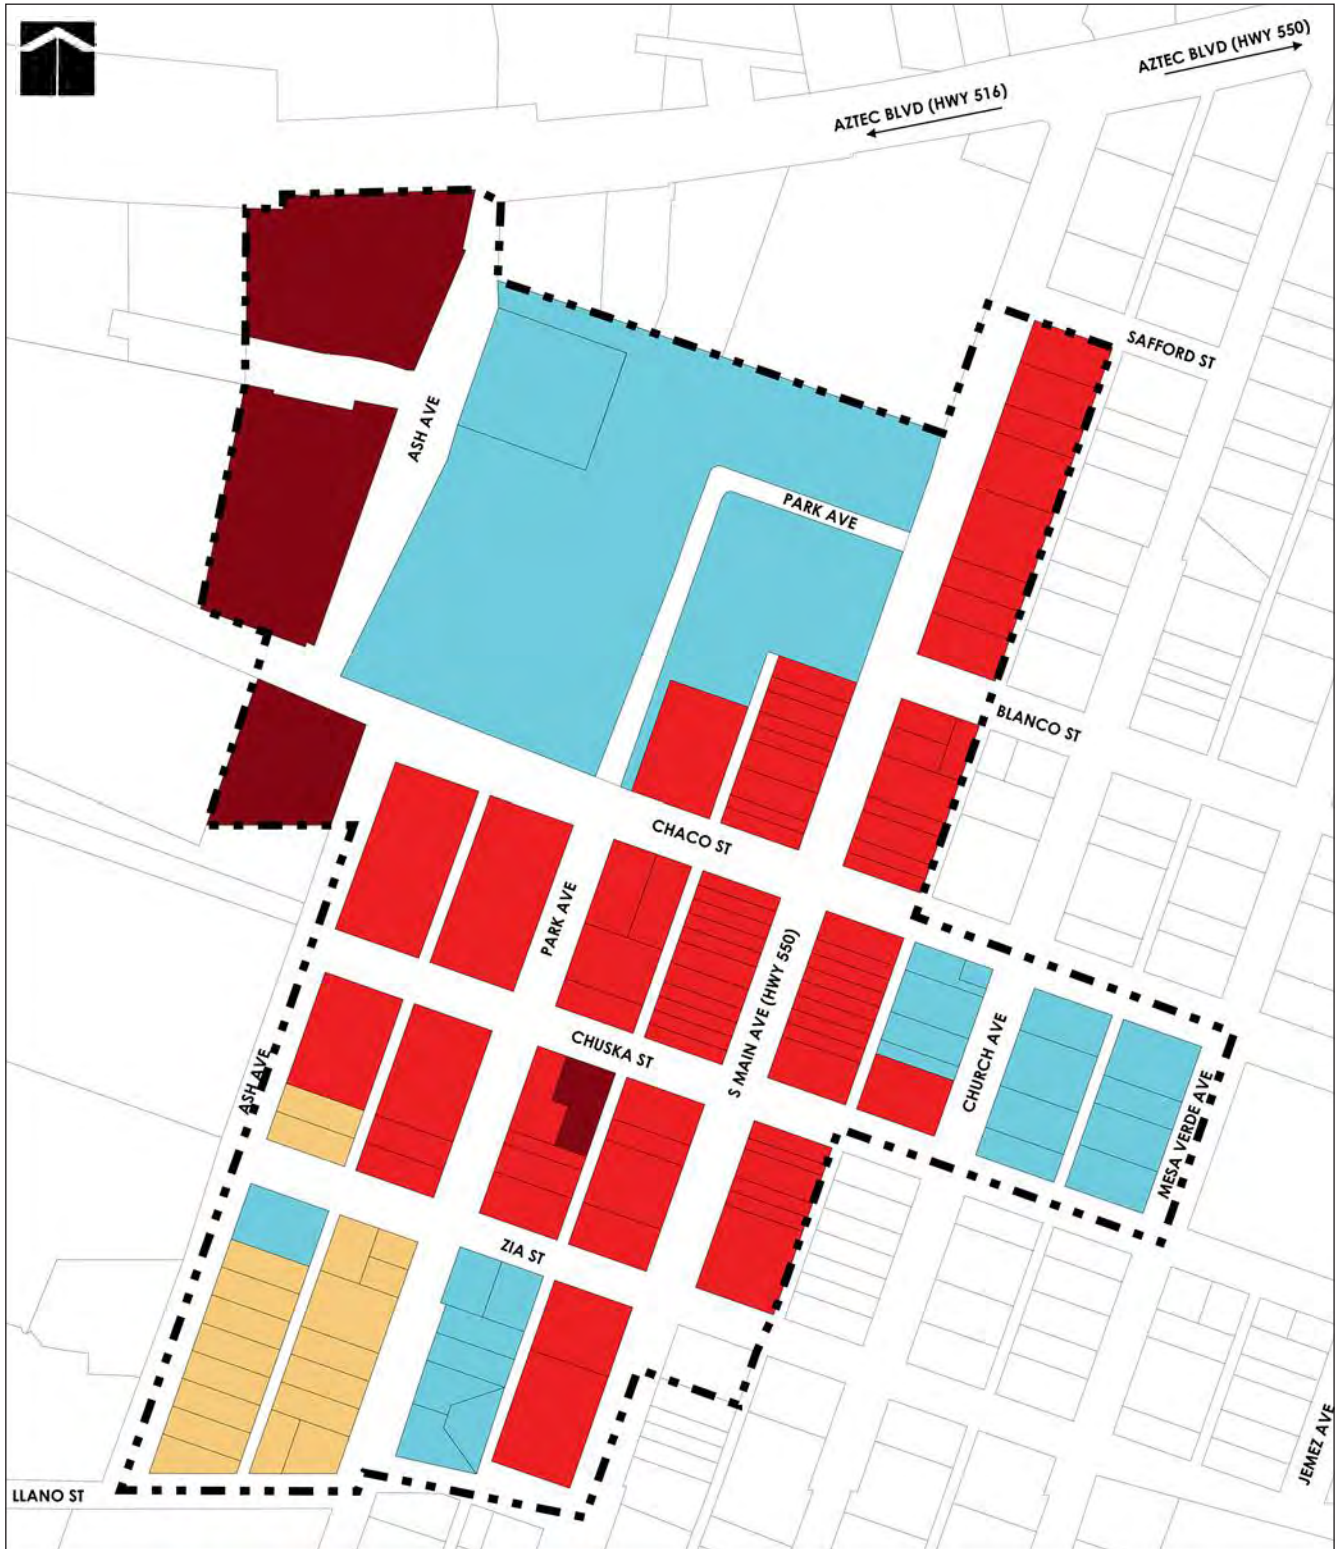 AZTEC BLVD (HWY 550)
AZTEC BLVD (HWY 516)
SAFFORD ST
ASH AVE
PARK AVE
BLANCO ST
CHACO ST
PARK AVE
S MAIN AVE (HWY 550)
CHUSKA ST
CHURCH AVE
ASH AVE
MESA VERDE AVE
ZIA ST
JEMEZ AVE
LLANO ST